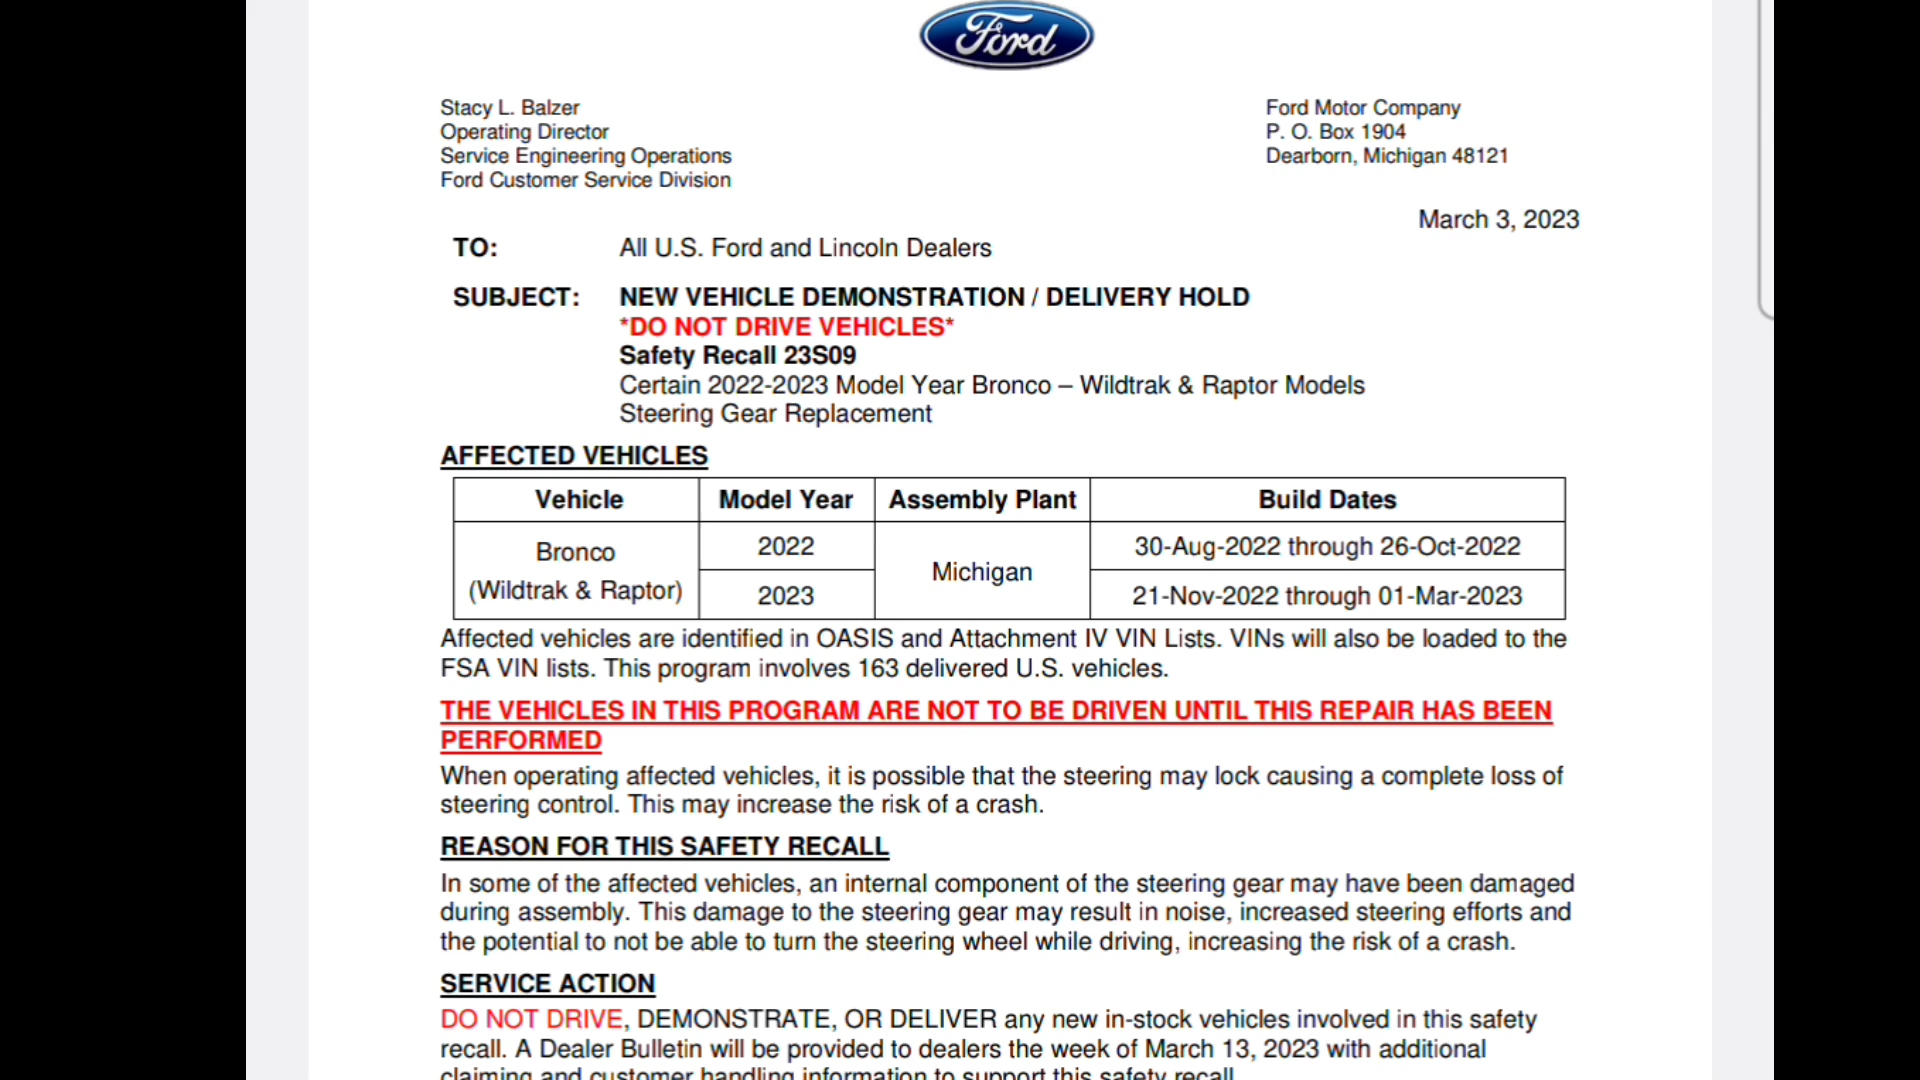 Ford
Stacy L. Balzer
Operating Director
Service Engineering Operations
Ford Customer Service Division
Ford Motor Company
P. O. Box 1904
Dearborn, Michigan 48121
March 3, 2023
TO: All U.S. Ford and Lincoln Dealers
SUBJECT: NEW VEHICLE DEMONSTRATION / DELIVERY HOLD
*DO NOT DRIVE VEHICLES*
Safety Recall 23S09
Certain 2022-2023 Model Year Bronco – Wildtrak & Raptor Models
Steering Gear Replacement
AFFECTED VEHICLES
Vehicle Model Year Assembly Plant Build Dates
Bronco
(Wildtrak & Raptor)
2022
2023
Michigan
30-Aug-2022 through 26-Oct-2022
21-Nov-2022 through 01-Mar-2023
Affected vehicles are identified in OASIS and Attachment IV VIN Lists. VINs will also be loaded to the
FSA VIN lists. This program involves 163 delivered U.S. vehicles.
THE VEHICLES IN THIS PROGRAM ARE NOT TO BE DRIVEN UNTIL THIS REPAIR HAS BEEN
PERFORMED
When operating affected vehicles, it is possible that the steering may lock causing a complete loss of
steering control. This may increase the risk of a crash.
REASON FOR THIS SAFETY RECALL
In some of the affected vehicles, an internal component of the steering gear may have been damaged
during assembly. This damage to the steering gear may result in noise, increased steering efforts and
the potential to not be able to turn the steering wheel while driving, increasing the risk of a crash.
SERVICE ACTION
DO NOT DRIVE, DEMONSTRATE, OR DELIVER any new in-stock vehicles involved in this safety
recall. A Dealer Bulletin will be provided to dealers the week of March 13, 2023 with additional
claiming and customer handling information to support this safety recall.